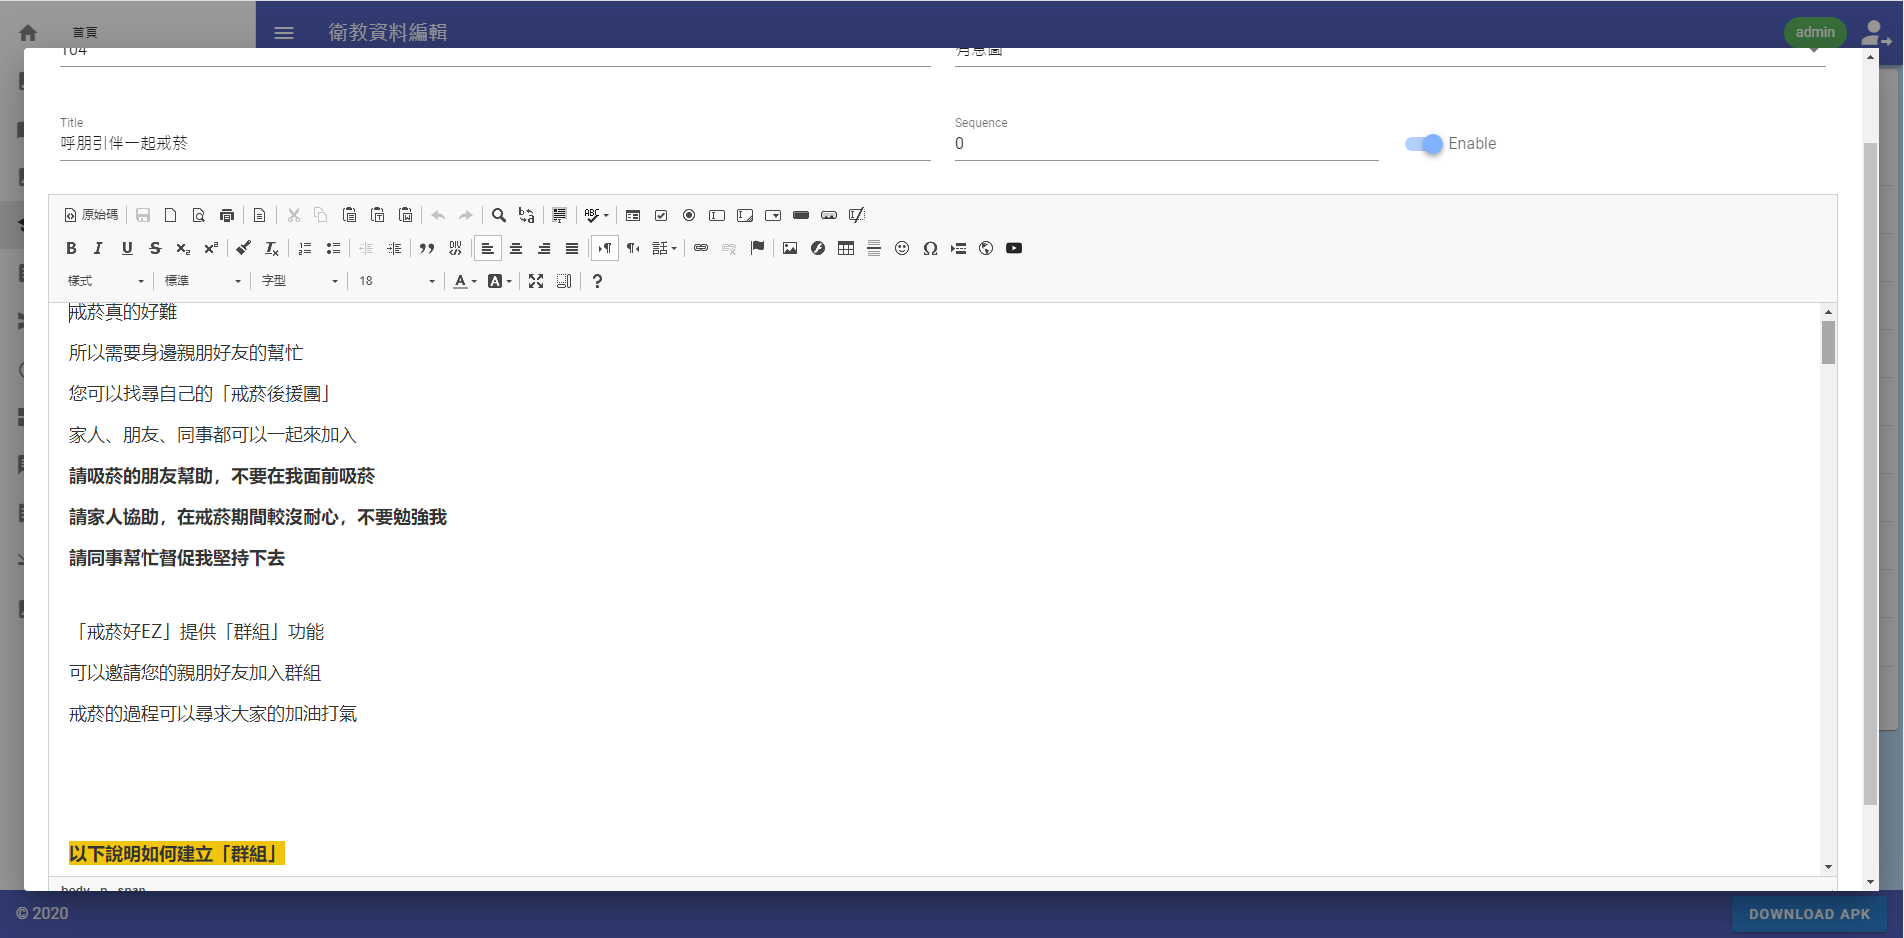 首頁
衛教資料編輯
admin
104
有意圖
Title
呼朋引伴一起戒菸
Sequence
0
Enable
原始碼
樣式
標準
字型
18
戒菸真的好難
所以需要身邊親朋好友的幫忙
您可以找尋自己的「戒菸後援團」
家人、朋友、同事都可以一起來加入
請吸菸的朋友幫助，不要在我面前吸菸
請家人協助，在戒菸期間較沒耐心，不要勉強我
請同事幫忙督促我堅持下去
「戒菸好EZ」提供「群組」功能
可以邀請您的親朋好友加入群組
戒菸的過程可以尋求大家的加油打氣
以下說明如何建立「群組」
body p span
© 2020
DOWNLOAD APK